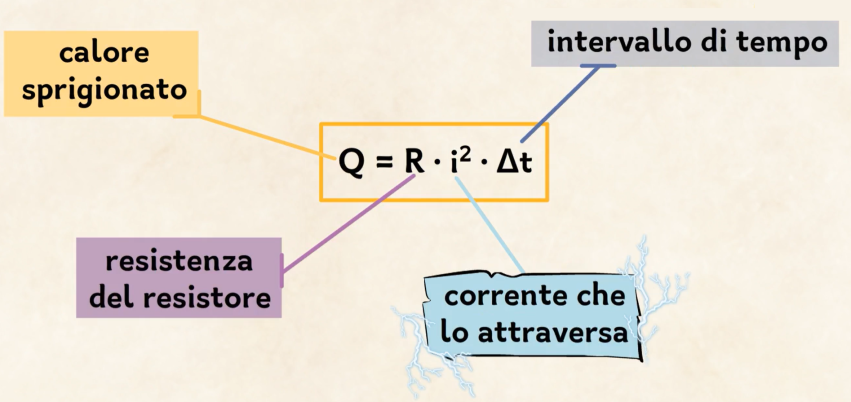 calore
sprigionato
intervallo di tempo
Q = R · i² · Δt
resistenza
del resistore
corrente che
lo attraversa